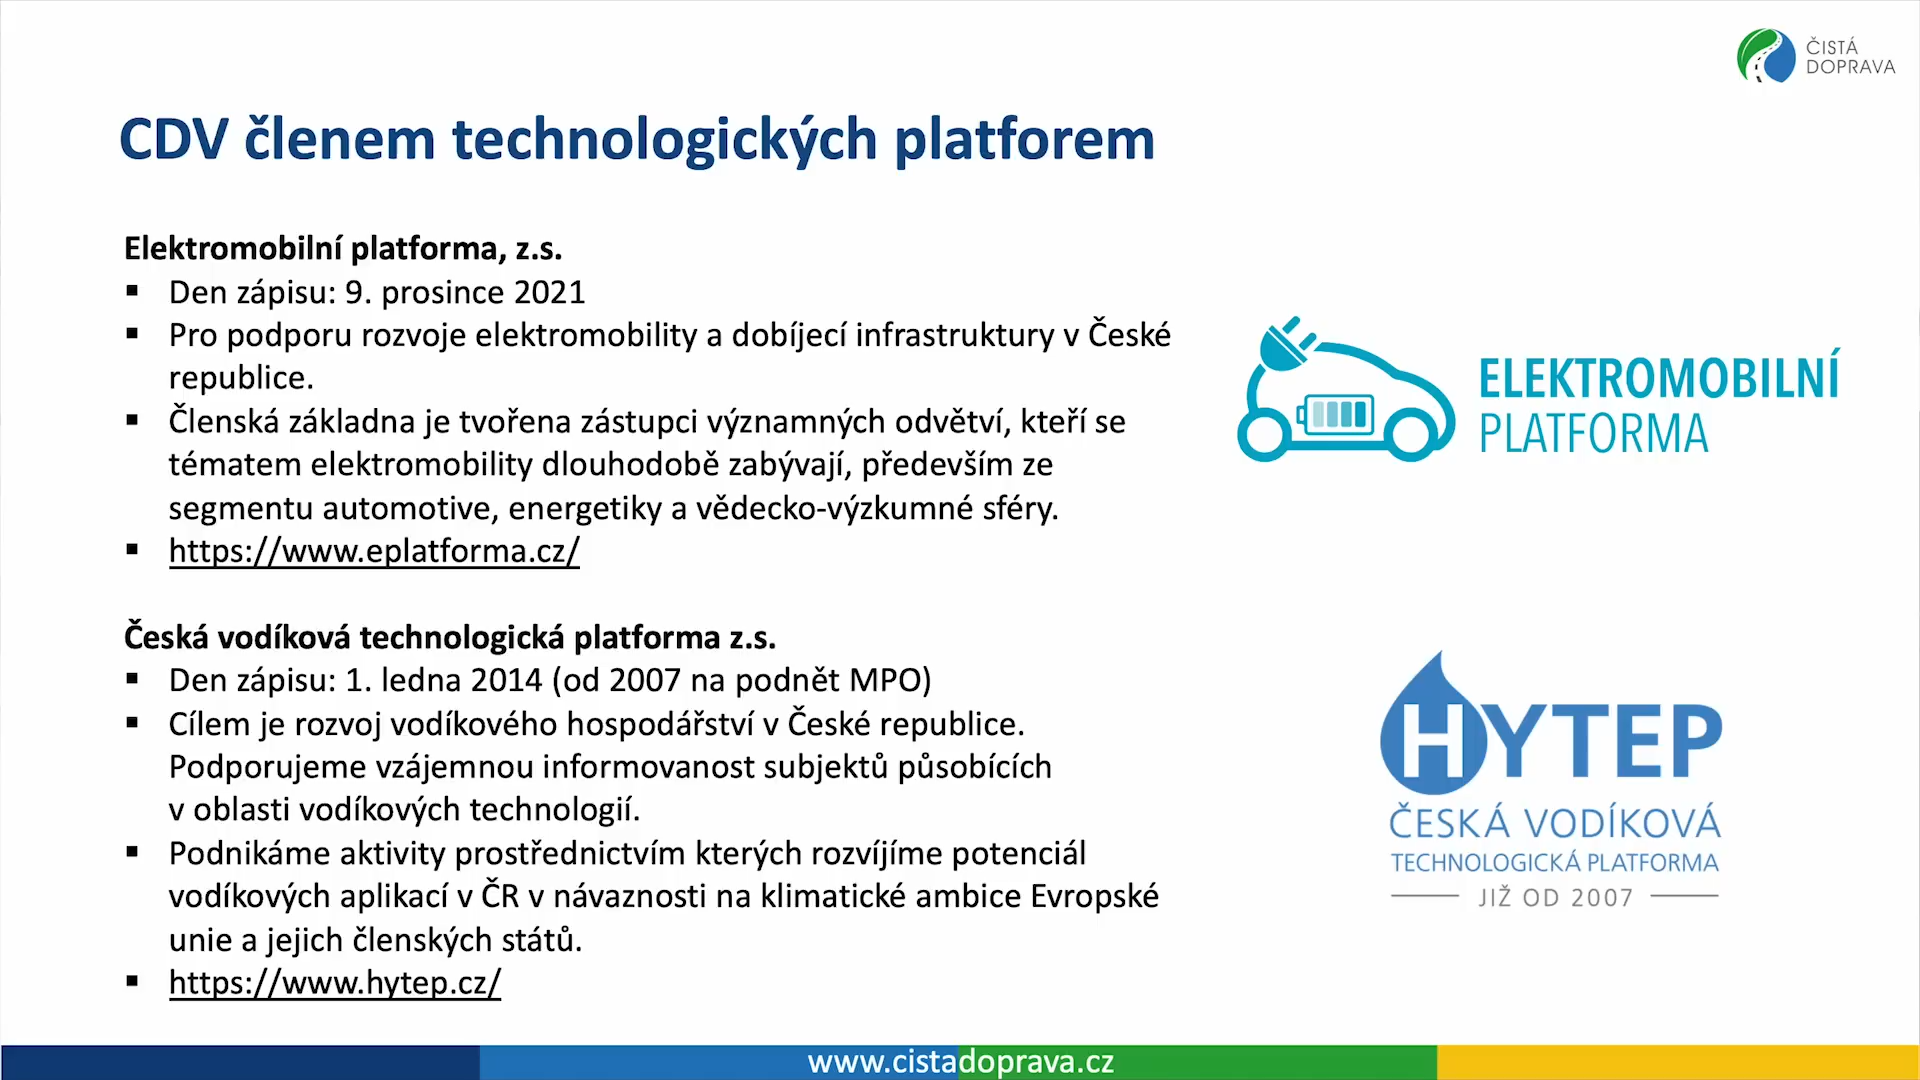 ČISTÁ
DOPRAVA
CDV členem technologických platforem
Elektromobilní platforma, z.s.
▪ Den zápisu: 9. prosince 2021
▪ Pro podporu rozvoje elektromobility a dobíjecí infrastruktury v České
republice.
▪ Členská základna je tvořena zástupci významných odvětví, kteří se
tématem elektromobility dlouhodobě zabývají, především ze
segmentu automotive, energetiky a vědecko-výzkumné sféry.
▪ https://www.eplatforma.cz/
ELEKTROMOBILNÍ
PLATFORMA
Česká vodíková technologická platforma z.s.
▪ Den zápisu: 1. ledna 2014 (od 2007 na podnět MPO)
▪ Cílem je rozvoj vodíkového hospodářství v České republice.
Podporujeme vzájemnou informovanost subjektů působících
v oblasti vodíkových technologií.
▪ Podnikáme aktivity prostřednictvím kterých rozvíjíme potenciál
vodíkových aplikací v ČR v návaznosti na klimatické ambice Evropské
unie a jejich členských států.
▪ https://www.hytep.cz/
HYTEP
ČESKÁ VODÍKOVÁ
TECHNOLOGICKÁ PLATFORMA
JIŽ OD 2007
www.cistadoprava.cz